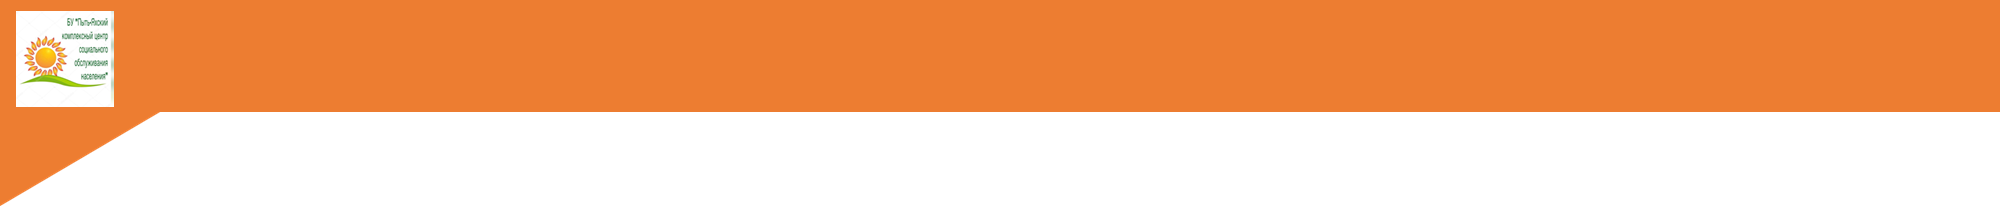 БУ "Пыть-Яхский
комплексный центр
социального
обслуживания
населения"